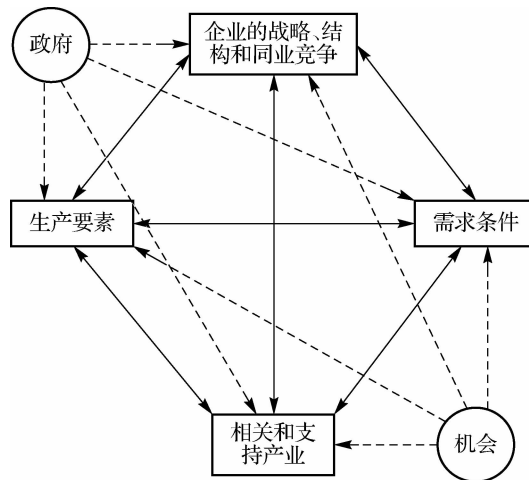 政府
企业的战略、结
构和同业竞争
生产要素
需求条件
相关和支
持产业
机会